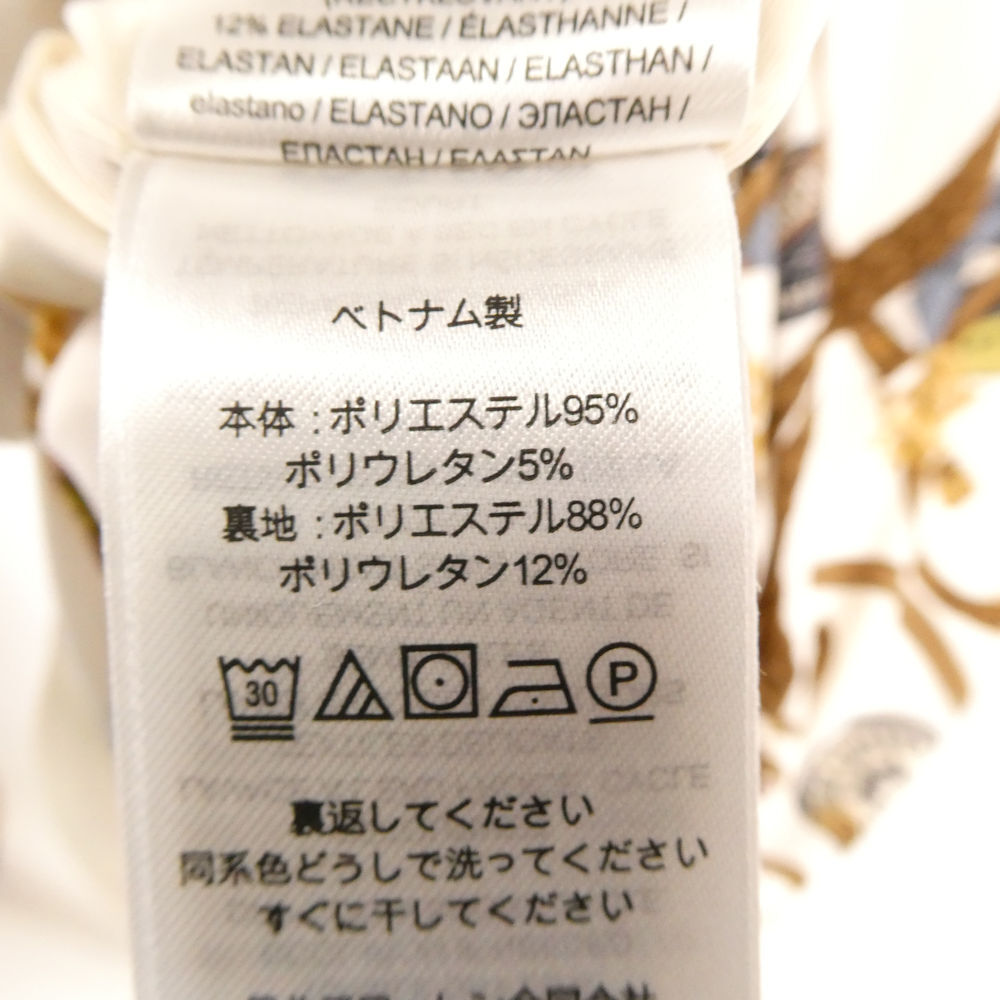 12% ELASTANE / ÉLASTHANNE /
ELASTAN / ELASTAAN / ELASTHAN /
elastano / ELASTANO / ЭЛАСТАН /
ЕЛАСТАН / ΕΛΑΣΤΑΝ
ベトナム製
本体 : ポリエステル95%
ポリウレタン5%
裏地 : ポリエステル88%
ポリウレタン12%
30
P
裏返してください
同系色どうしで洗ってください
すぐに干してください